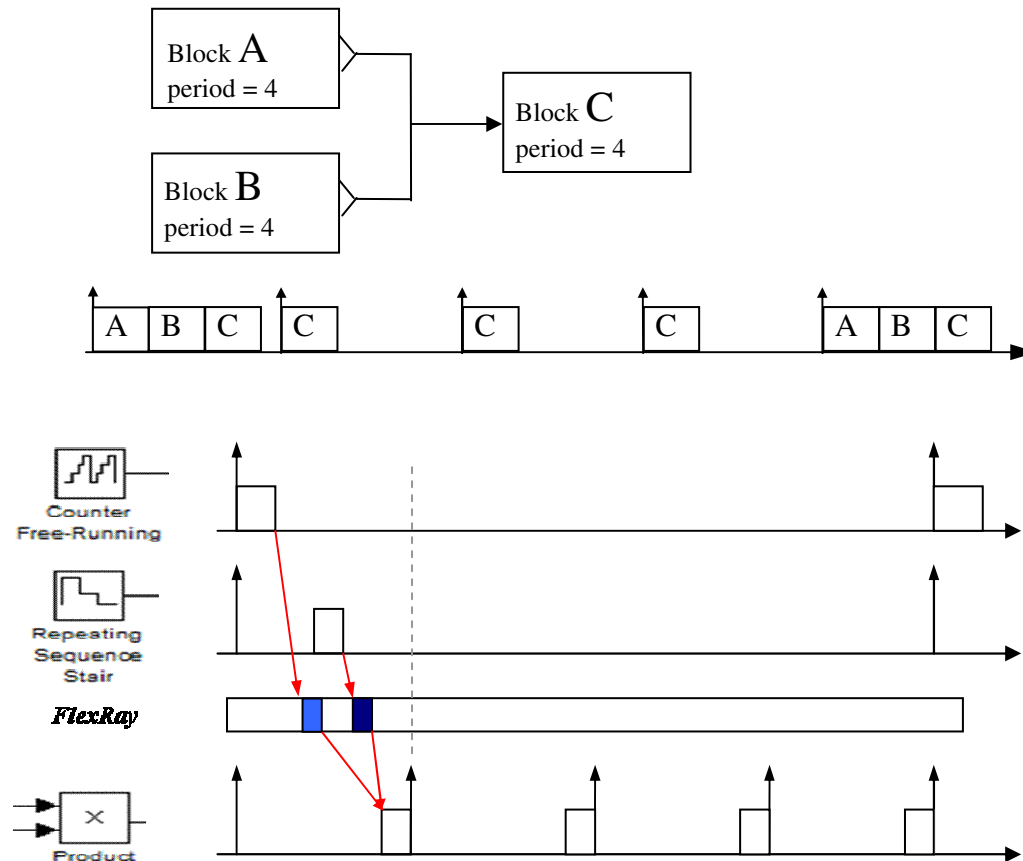 Block A
period = 4
Block C
period = 4
Block B
period = 4
A B C C C C A B C
Counter
Free-Running
Repeating
Sequence
Stair
FlexRay
×
Product